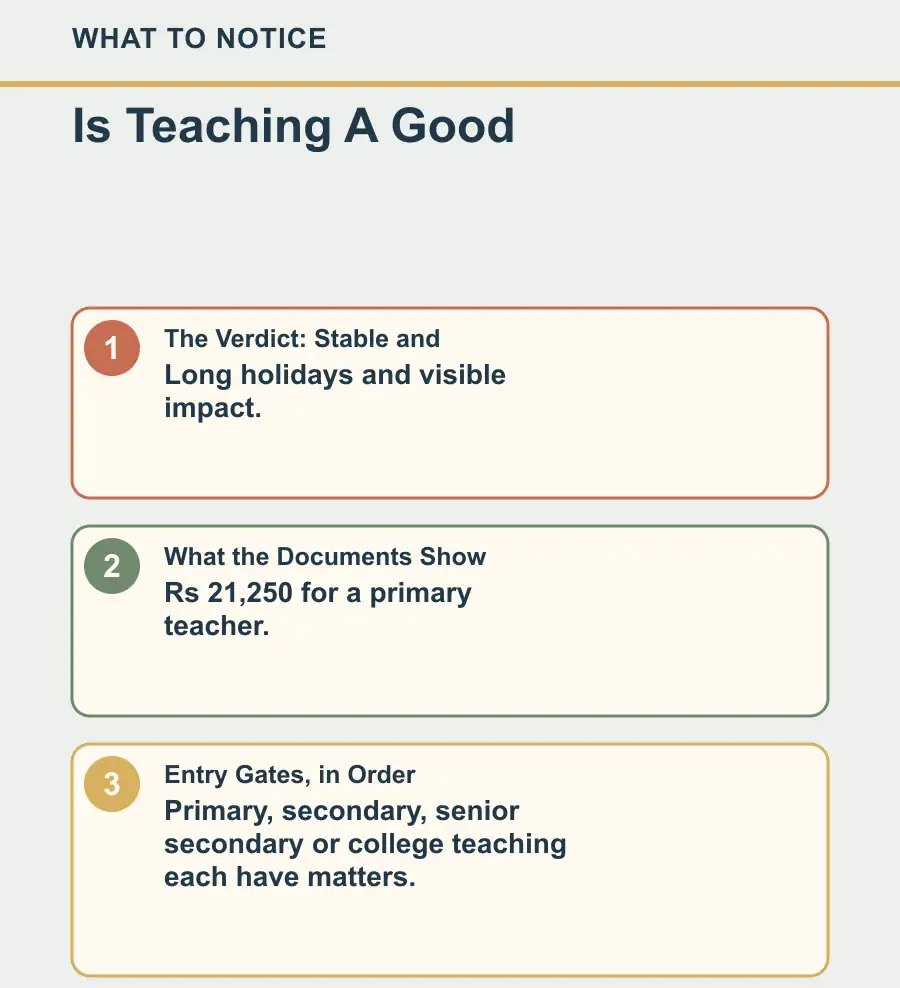 WHAT TO NOTICE
Is Teaching A Good
1
The Verdict: Stable and
Long holidays and visible
impact.
2
What the Documents Show
Rs 21,250 for a primary
teacher.
3
Entry Gates, in Order
Primary, secondary, senior
secondary or college teaching
each have matters.